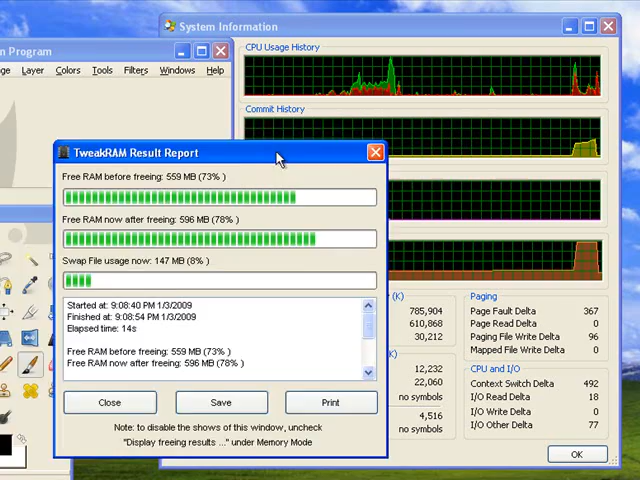 System Information
n Program
ge Layer Colors Tools Filters Windows Help
CPU Usage History
Commit History
TweakRAM Result Report
Free RAM before freeing: 559 MB (73% )
Free RAM now after freeing: 596 MB (78% )
Swap File usage now: 147 MB (8% )
Started at: 9:08:40 PM 1/3/2009
Finished at: 9:08:54 PM 1/3/2009
Elapsed time: 14s
Free RAM before freeing: 559 MB (73% )
Free RAM now after freeing: 596 MB (78% )
Close Save Print
Note: to disable the shows of this window, uncheck
"Display freeing results ..." under Memory Mode
(K)
785,904
610,868
30,212
(K)
12,232
22,060
no symbols
4,516
no symbols
Paging
Page Fault Delta 367
Page Read Delta 0
Paging File Write Delta 96
Mapped File Write Delta 0
CPU and I/O
Context Switch Delta 492
I/O Read Delta 18
I/O Write Delta 0
I/O Other Delta 77
OK